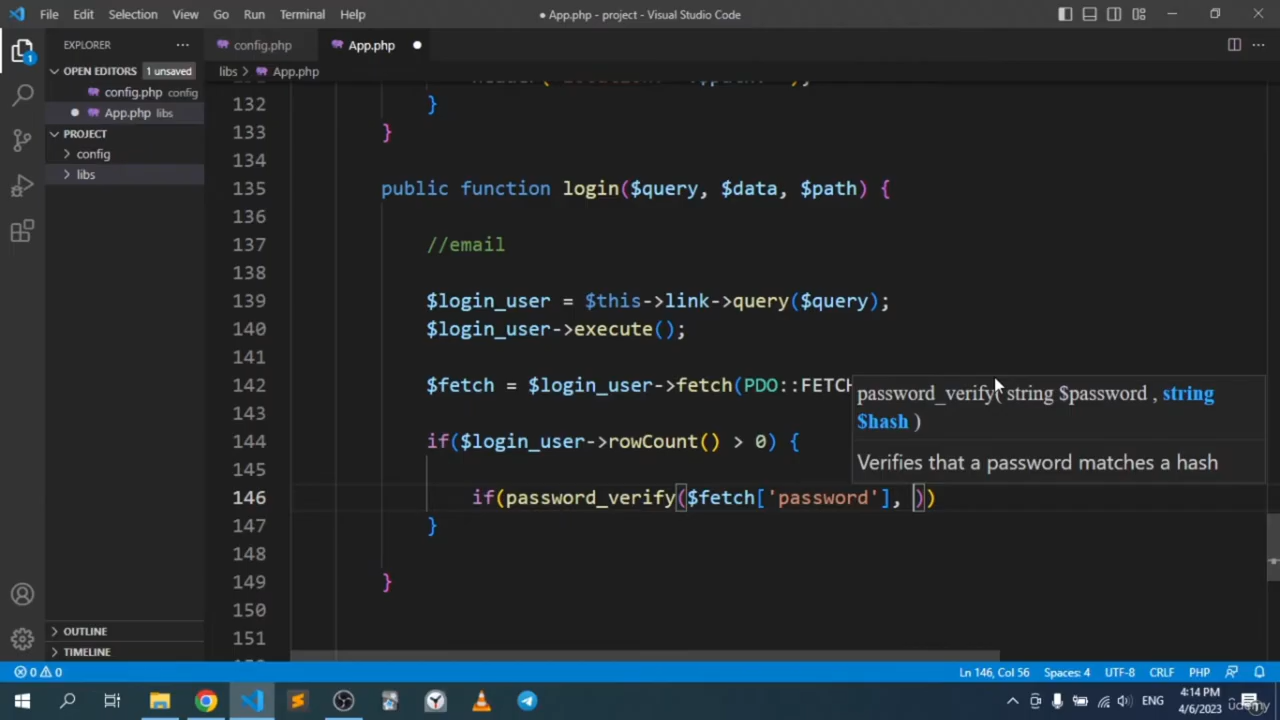 File Edit Selection View Go Run Terminal Help
● App.php - project - Visual Studio Code
EXPLORER
config.php
App.php
OPEN EDITORS 1 unsaved
libs > App.php
config.php config
App.php libs
PROJECT
config
libs
132 }
133 }
134
135 public function login($query, $data, $path) {
136
137 //email
138
139 $login_user = $this->link->query($query);
140 $login_user->execute();
141
142 $fetch = $login_user->fetch(PDO::FETC
143
144 if($login_user->rowCount() > 0) {
145
146 if(password_verify($fetch['password'], ))
147 }
148
149 }
150
151
password_verify( string $password , string
$hash )
Verifies that a password matches a hash
OUTLINE
TIMELINE
1
0 0
Ln 146, Col 56 Spaces: 4 UTF-8 CRLF PHP
ENG
4:14 PM
4/6/2023
udemy